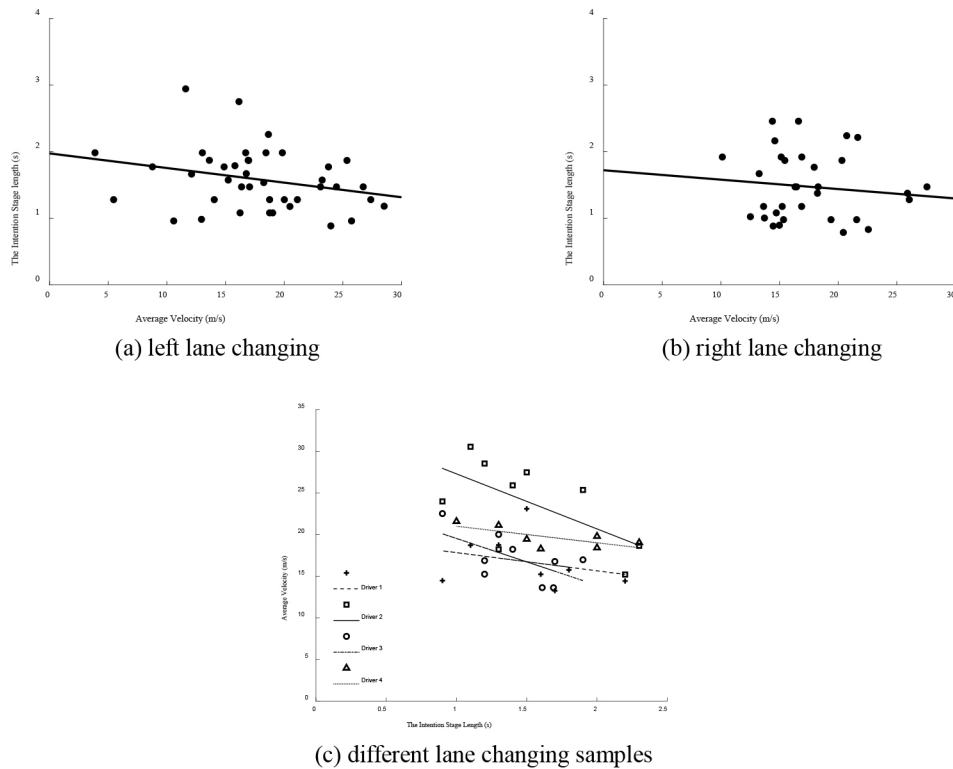 4
3
2
1
0
The Intention Stage length (s)
0 5 10 15 20 25 30
Average Velocity (m/s)
(a) left lane changing
4
3
2
1
0
The Intention Stage length (s)
0 5 10 15 20 25 30
Average Velocity (m/s)
(b) right lane changing
35
30
25
20
15
10
5
0
Average Velocity (m/s)
Driver 1
Driver 2
Driver 3
Driver 4
0 0.5 1 1.5 2 2.5
The Intention Stage Length (s)
(c) different lane changing samples